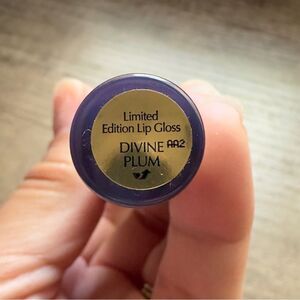 Limited
Edition Lip Gloss
DIVINE AA2
PLUM